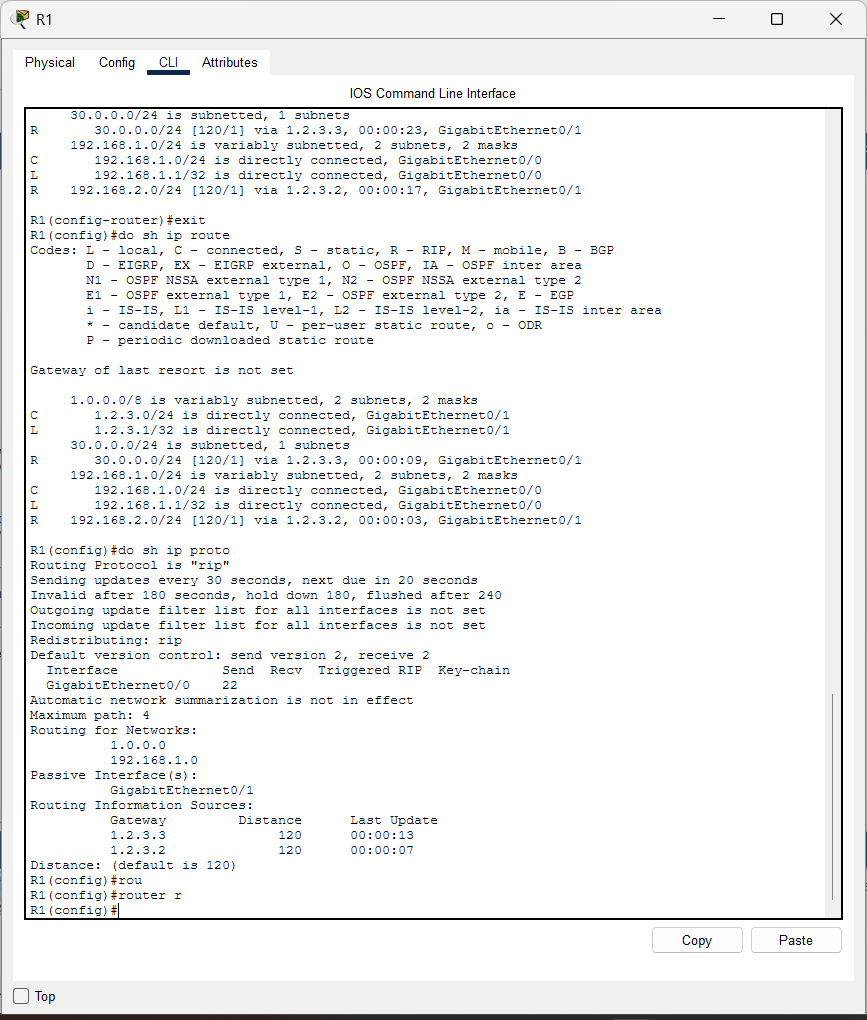 R1
Physical Config CLI Attributes
IOS Command Line Interface
30.0.0.0/24 is subnetted, 1 subnets
R 30.0.0.0/24 [120/1] via 1.2.3.3, 00:00:23, GigabitEthernet0/1
192.168.1.0/24 is variably subnetted, 2 subnets, 2 masks
C 192.168.1.0/24 is directly connected, GigabitEthernet0/0
L 192.168.1.1/32 is directly connected, GigabitEthernet0/0
R 192.168.2.0/24 [120/1] via 1.2.3.2, 00:00:17, GigabitEthernet0/1
R1(config-router)#exit
R1(config)#do sh ip route
Codes: L - local, C - connected, S - static, R - RIP, M - mobile, B - BGP
D - EIGRP, EX - EIGRP external, O - OSPF, IA - OSPF inter area
N1 - OSPF NSSA external type 1, N2 - OSPF NSSA external type 2
E1 - OSPF external type 1, E2 - OSPF external type 2, E - EGP
i - IS-IS, L1 - IS-IS level-1, L2 - IS-IS level-2, ia - IS-IS inter area
* - candidate default, U - per-user static route, o - ODR
P - periodic downloaded static route
Gateway of last resort is not set
1.0.0.0/8 is variably subnetted, 2 subnets, 2 masks
C 1.2.3.0/24 is directly connected, GigabitEthernet0/1
L 1.2.3.1/32 is directly connected, GigabitEthernet0/1
30.0.0.0/24 is subnetted, 1 subnets
R 30.0.0.0/24 [120/1] via 1.2.3.3, 00:00:09, GigabitEthernet0/1
192.168.1.0/24 is variably subnetted, 2 subnets, 2 masks
C 192.168.1.0/24 is directly connected, GigabitEthernet0/0
L 192.168.1.1/32 is directly connected, GigabitEthernet0/0
R 192.168.2.0/24 [120/1] via 1.2.3.2, 00:00:03, GigabitEthernet0/1
R1(config)#do sh ip proto
Routing Protocol is "rip"
Sending updates every 30 seconds, next due in 20 seconds
Invalid after 180 seconds, hold down 180, flushed after 240
Outgoing update filter list for all interfaces is not set
Incoming update filter list for all interfaces is not set
Redistributing: rip
Default version control: send version 2, receive 2
Interface Send Recv Triggered RIP Key-chain
GigabitEthernet0/0 22
Automatic network summarization is not in effect
Maximum path: 4
Routing for Networks:
1.0.0.0
192.168.1.0
Passive Interface(s):
GigabitEthernet0/1
Routing Information Sources:
Gateway Distance Last Update
1.2.3.3 120 00:00:13
1.2.3.2 120 00:00:07
Distance: (default is 120)
R1(config)#rou
R1(config)#router r
R1(config)#
Copy Paste
Top